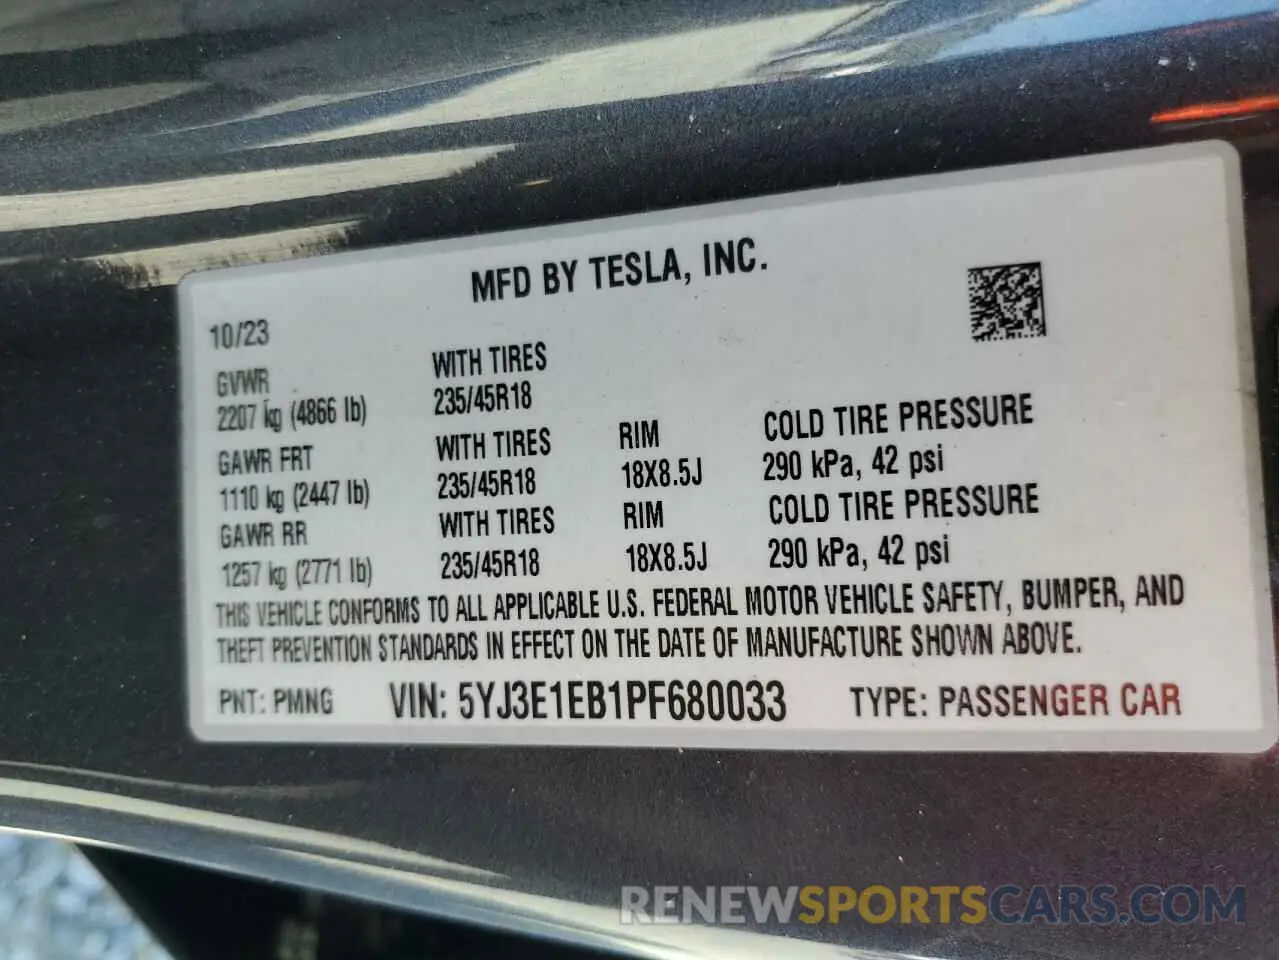 MFD BY TESLA, INC.
10/23
GVWR WITH TIRES
2207 kg (4866 lb) 235/45R18
GAWR FRT WITH TIRES RIM COLD TIRE PRESSURE
1110 kg (2447 lb) 235/45R18 18X8.5J 290 kPa, 42 psi
GAWR RR WITH TIRES RIM COLD TIRE PRESSURE
1257 kg (2771 lb) 235/45R18 18X8.5J 290 kPa, 42 psi
THIS VEHICLE CONFORMS TO ALL APPLICABLE U.S. FEDERAL MOTOR VEHICLE SAFETY, BUMPER, AND
THEFT PREVENTION STANDARDS IN EFFECT ON THE DATE OF MANUFACTURE SHOWN ABOVE.
PNT: PMNG VIN: 5YJ3E1EB1PF680033 TYPE: PASSENGER CAR
RENEWSPORTSCARS.COM